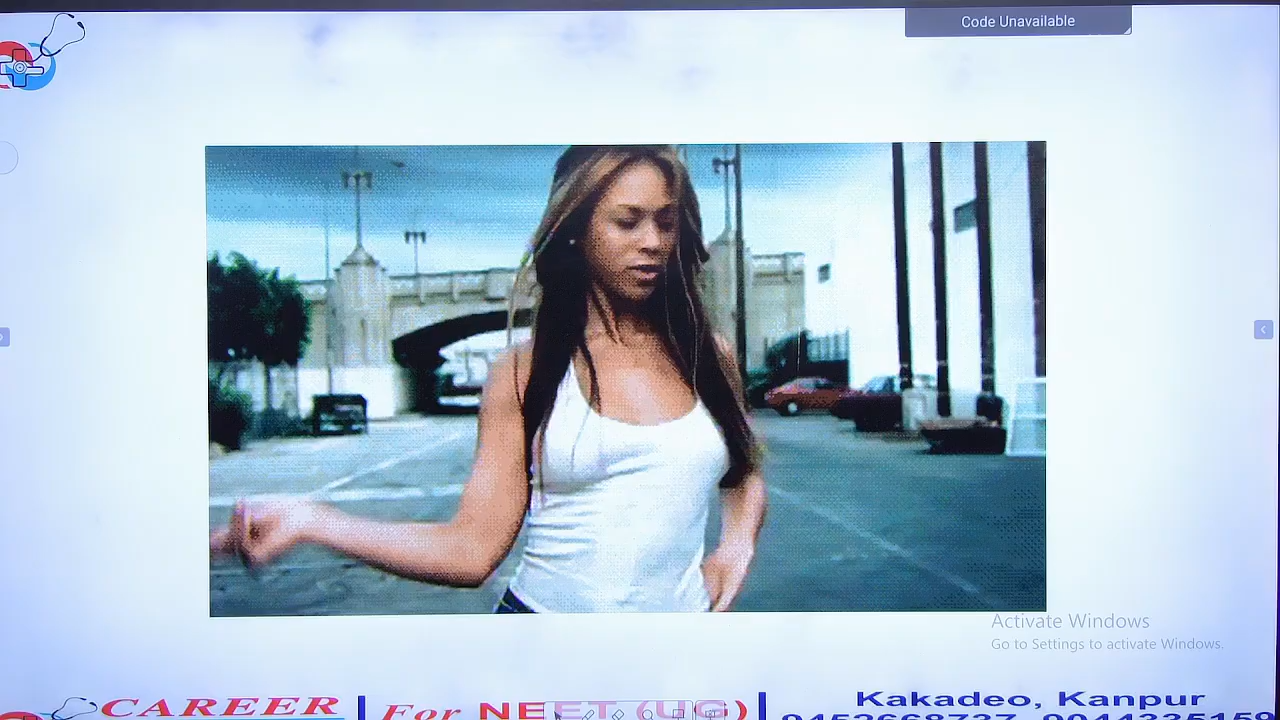 Code Unavailable
Activate Windows
Go to Settings to activate Windows.
CAREER For NEET (UG) Kakadeo, Kanpur